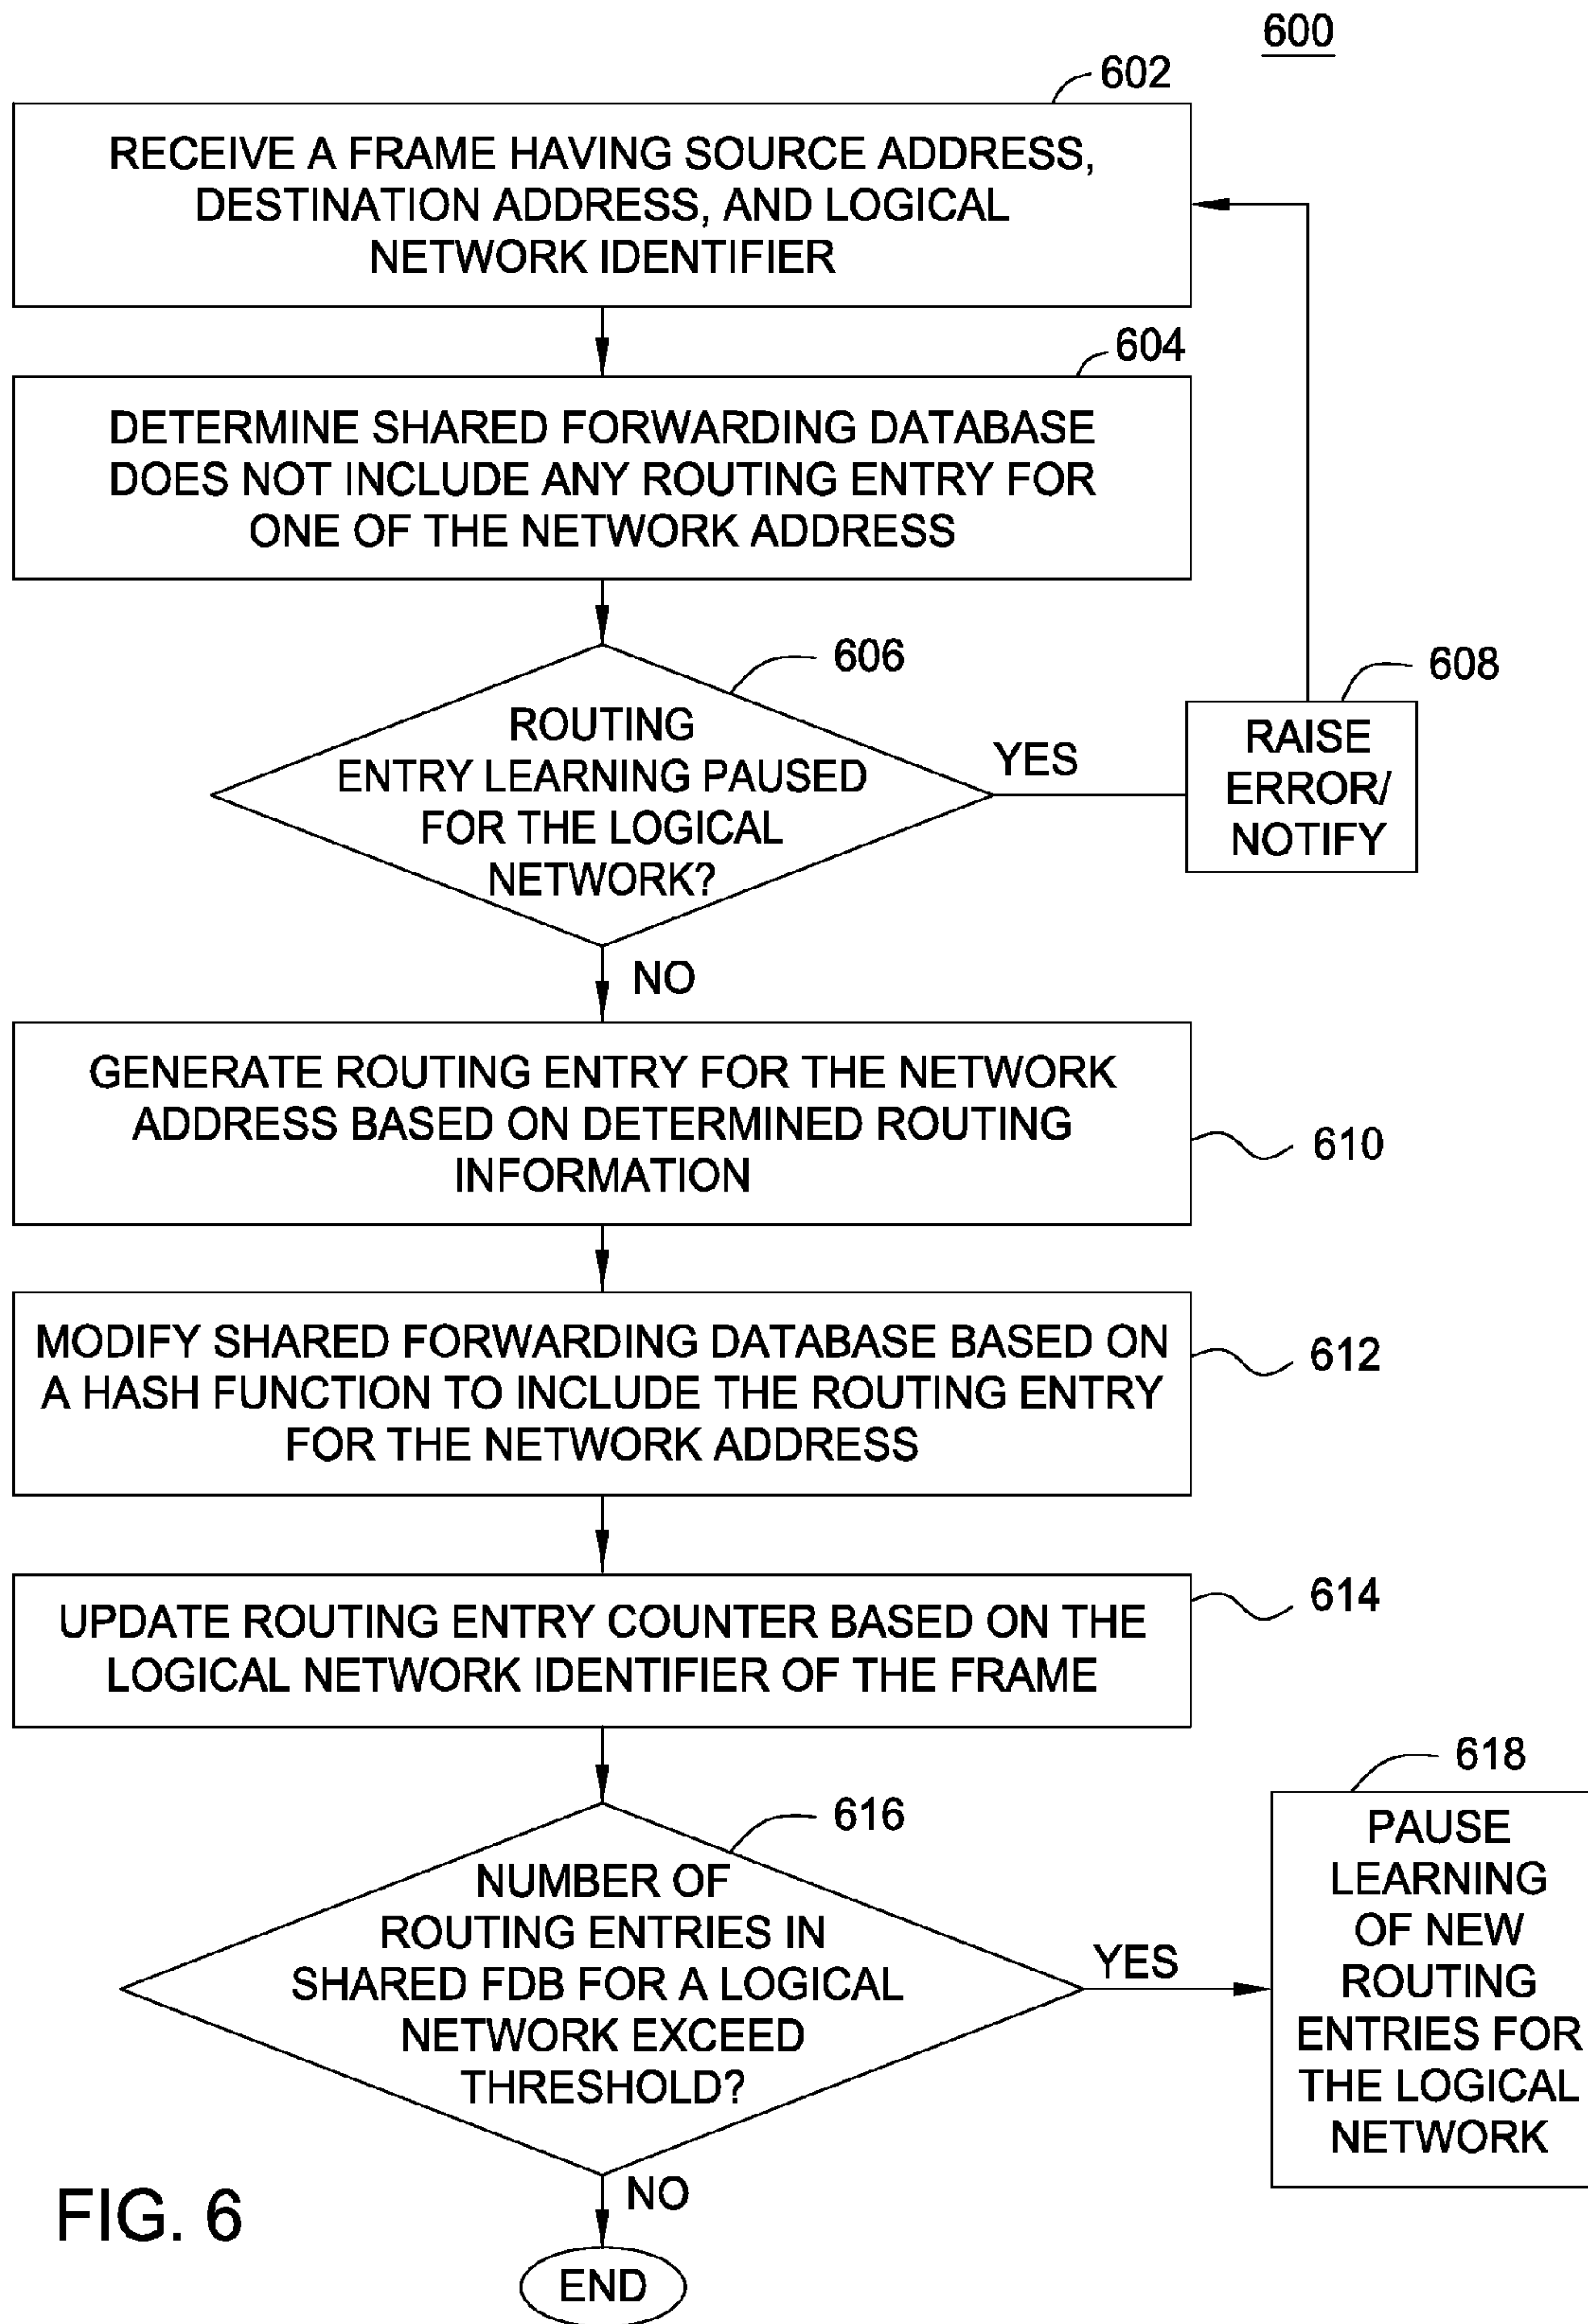 600
602
RECEIVE A FRAME HAVING SOURCE ADDRESS,
DESTINATION ADDRESS, AND LOGICAL
NETWORK IDENTIFIER
604
DETERMINE SHARED FORWARDING DATABASE
DOES NOT INCLUDE ANY ROUTING ENTRY FOR
ONE OF THE NETWORK ADDRESS
606
ROUTING
ENTRY LEARNING PAUSED
FOR THE LOGICAL
NETWORK?
YES
608
RAISE
ERROR/
NOTIFY
NO
GENERATE ROUTING ENTRY FOR THE NETWORK
ADDRESS BASED ON DETERMINED ROUTING
INFORMATION
610
MODIFY SHARED FORWARDING DATABASE BASED ON
A HASH FUNCTION TO INCLUDE THE ROUTING ENTRY
FOR THE NETWORK ADDRESS
612
UPDATE ROUTING ENTRY COUNTER BASED ON THE
LOGICAL NETWORK IDENTIFIER OF THE FRAME
614
616
NUMBER OF
ROUTING ENTRIES IN
SHARED FDB FOR A LOGICAL
NETWORK EXCEED
THRESHOLD?
YES
618
PAUSE
LEARNING
OF NEW
ROUTING
ENTRIES FOR
THE LOGICAL
NETWORK
NO
END
FIG. 6